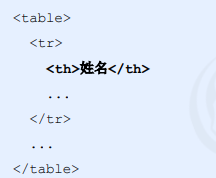 <table>
<tr>
<th>姓名</th>
...
</tr>
...
</table>